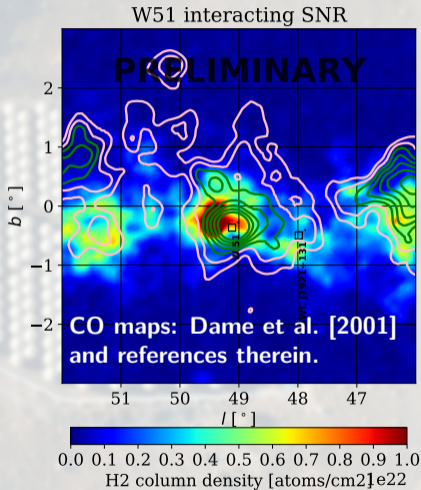 W51 interacting SNR
PRELIMINARY
2
1
0
−1
−2
b [°]
W51
CO maps: Dame et al. [2001]
and references therein.
51 50 49 48 47
l [°]
0.0 0.1 0.2 0.3 0.4 0.5 0.6 0.7 0.8 0.9 1.0
1e22
H2 column density [atoms/cm2]